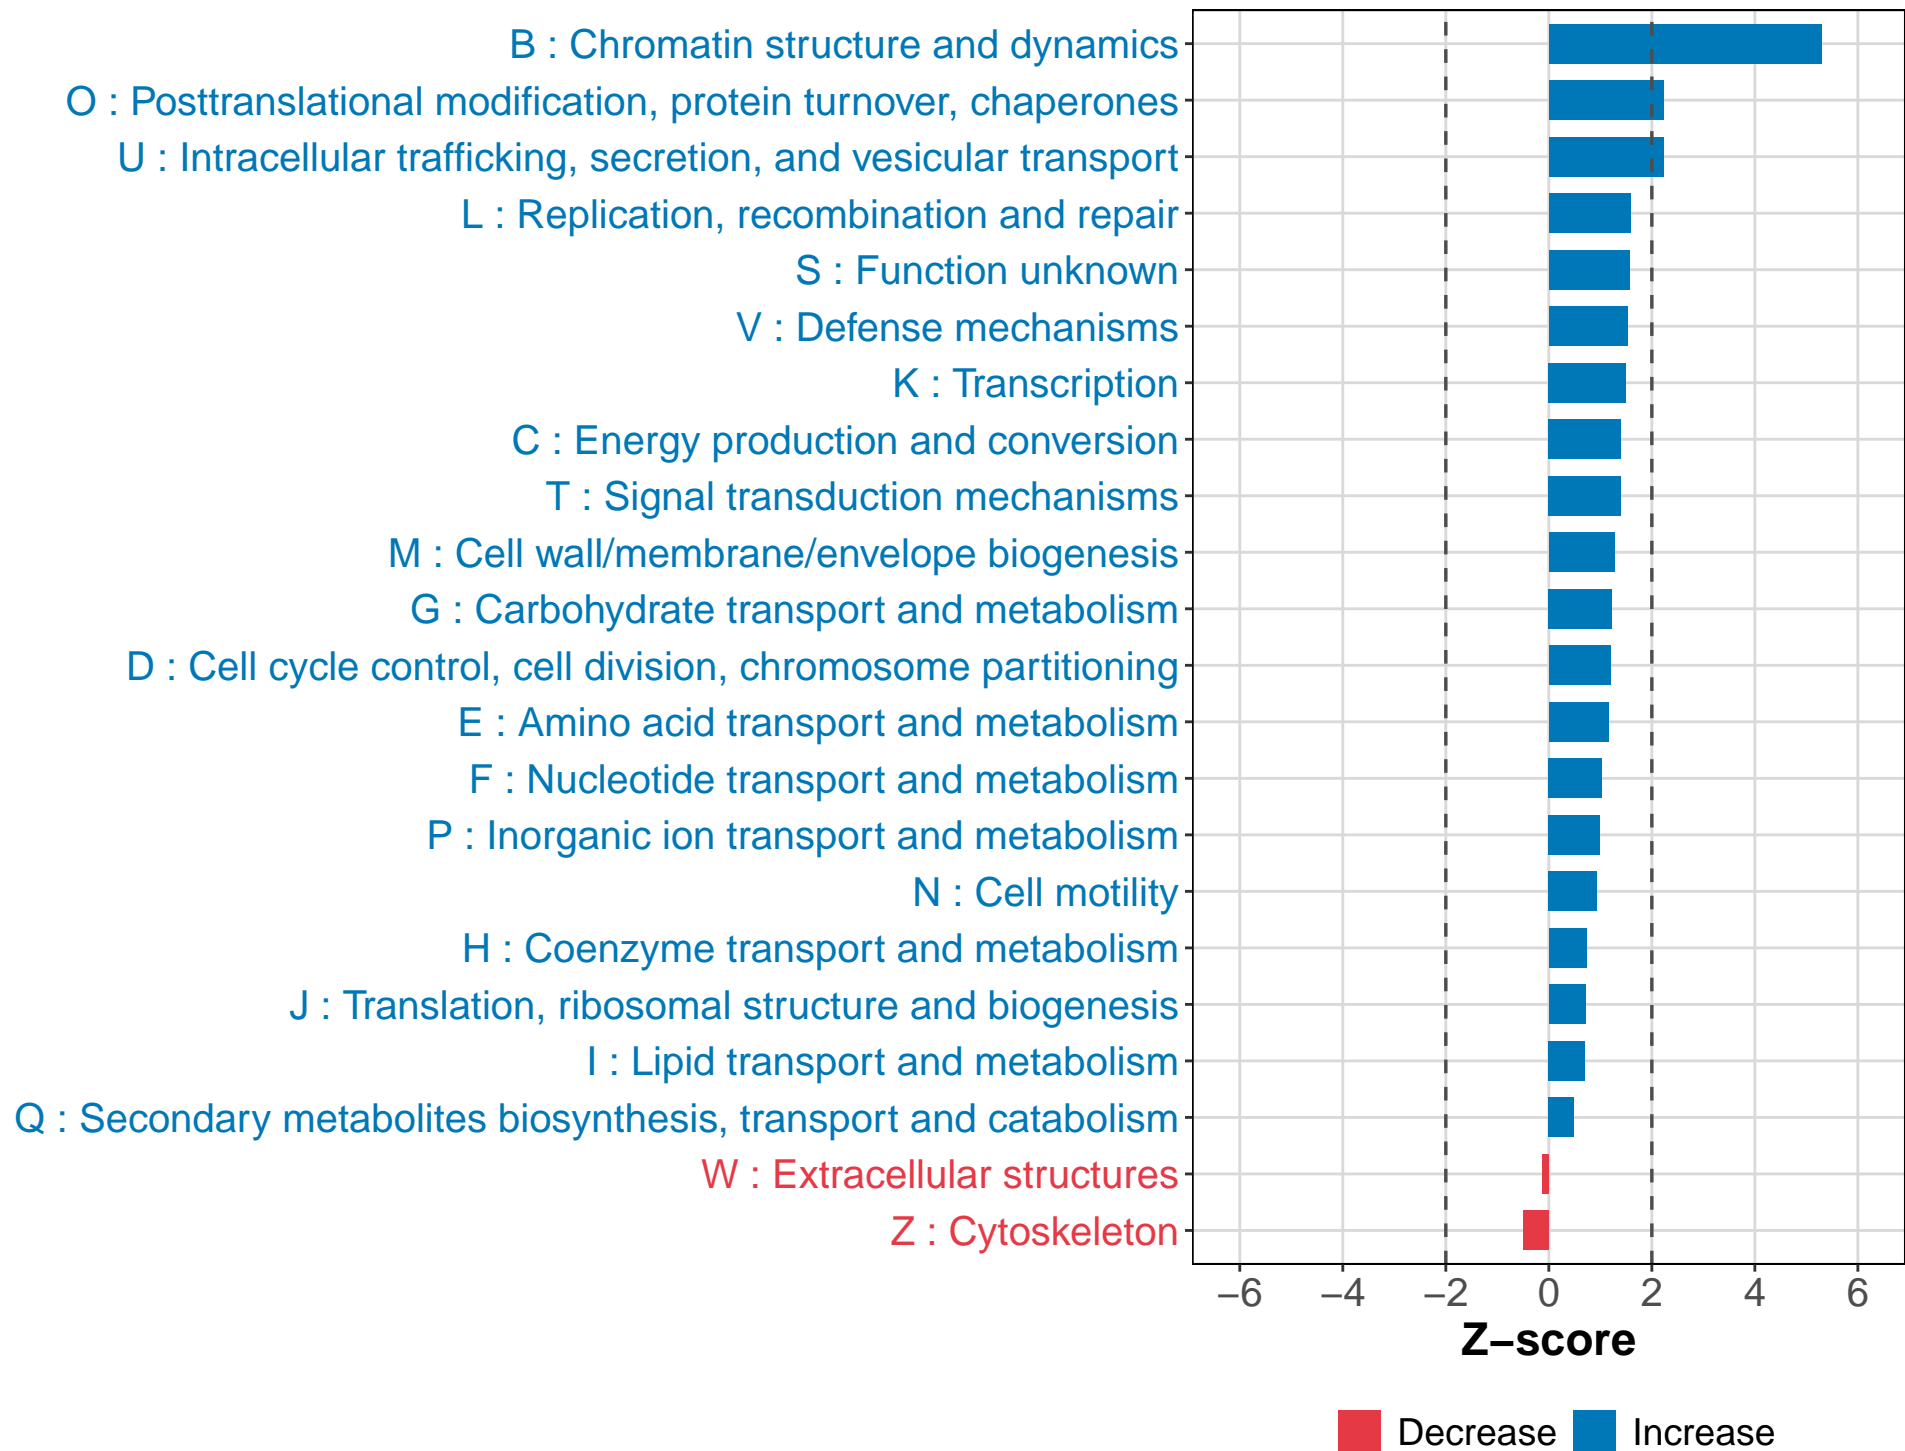 B : Chromatin structure and dynamics
O : Posttranslational modification, protein turnover, chaperones
U : Intracellular trafficking, secretion, and vesicular transport
L : Replication, recombination and repair
S : Function unknown
V : Defense mechanisms
K : Transcription
C : Energy production and conversion
T : Signal transduction mechanisms
M : Cell wall/membrane/envelope biogenesis
G : Carbohydrate transport and metabolism
D : Cell cycle control, cell division, chromosome partitioning
E : Amino acid transport and metabolism
F : Nucleotide transport and metabolism
P : Inorganic ion transport and metabolism
N : Cell motility
H : Coenzyme transport and metabolism
J : Translation, ribosomal structure and biogenesis
I : Lipid transport and metabolism
Q : Secondary metabolites biosynthesis, transport and catabolism
W : Extracellular structures
Z : Cytoskeleton
−6 −4 −2 0 2 4 6
Z−score
Decrease Increase